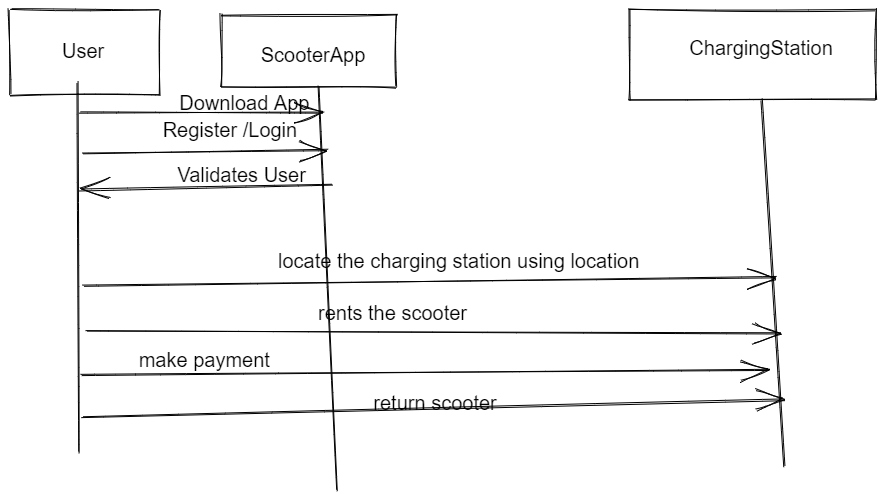 User
ScooterApp
ChargingStation
Download App
Register /Login
Validates User
locate the charging station using location
rents the scooter
make payment
return scooter